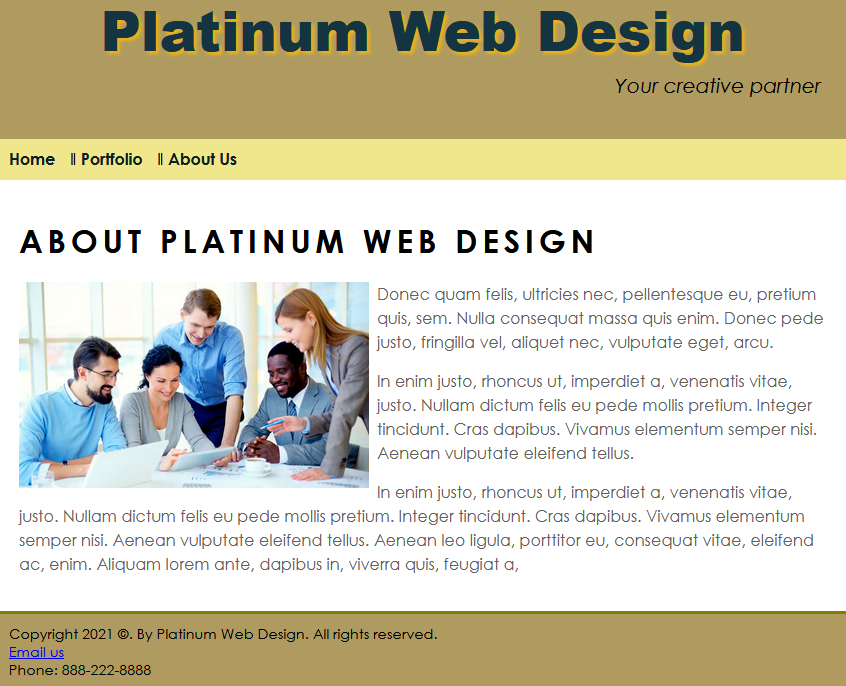 Platinum Web Design
Your creative partner
Home || Portfolio || About Us
ABOUT PLATINUM WEB DESIGN
Donec quam felis, ultricies nec, pellentesque eu, pretium
quis, sem. Nulla consequat massa quis enim. Donec pede
justo, fringilla vel, aliquet nec, vulputate eget, arcu.
In enim justo, rhoncus ut, imperdiet a, venenatis vitae,
justo. Nullam dictum felis eu pede mollis pretium. Integer
tincidunt. Cras dapibus. Vivamus elementum semper nisi.
Aenean vulputate eleifend tellus.
In enim justo, rhoncus ut, imperdiet a, venenatis vitae,
justo. Nullam dictum felis eu pede mollis pretium. Integer tincidunt. Cras dapibus. Vivamus elementum
semper nisi. Aenean vulputate eleifend tellus. Aenean leo ligula, porttitor eu, consequat vitae, eleifend
ac, enim. Aliquam lorem ante, dapibus in, viverra quis, feugiat a,
Copyright 2021 ©. By Platinum Web Design. All rights reserved.
Email us
Phone: 888-222-8888